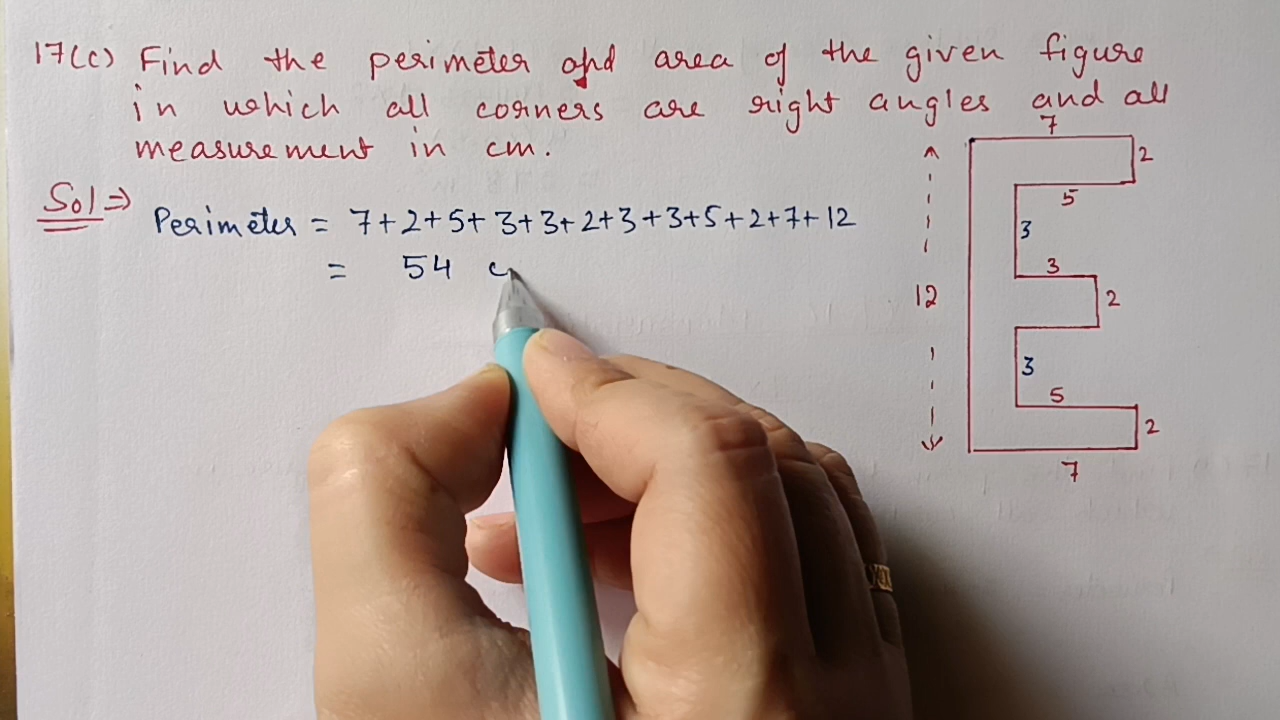 17(c) Find the perimeter and area of the given figure
in which all corners are right angles and all
measurement in cm.
Sol ⇒
Perimeter = 7+2+5+3+3+2+3+3+5+2+7+12
= 54 c
7
2
5
3
3
2
12
3
5
2
7